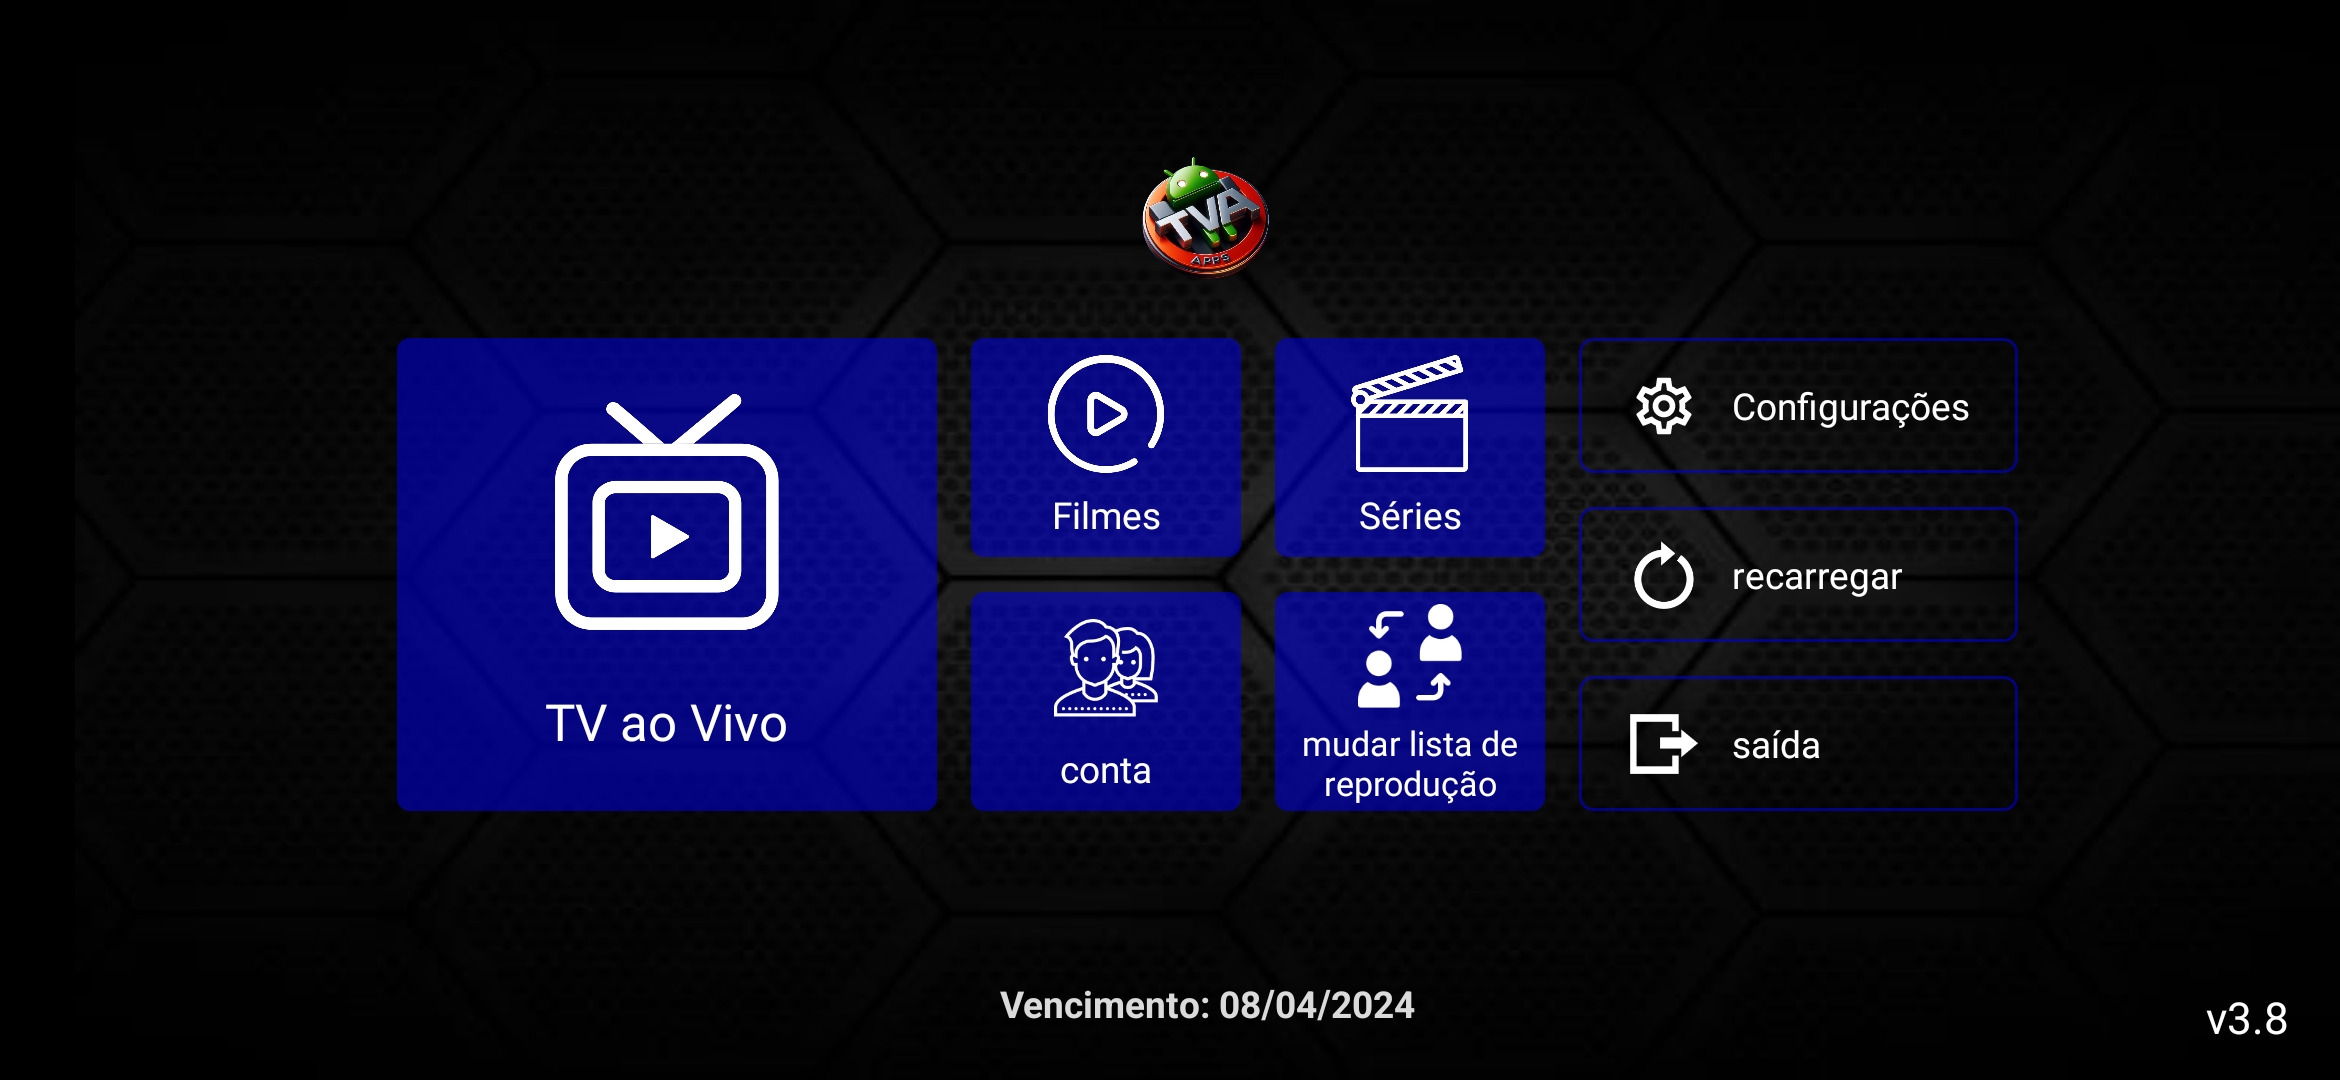 TVA
APPS
TV ao Vivo
Filmes
Séries
conta
mudar lista de
reprodução
Configurações
recarregar
saída
Vencimento: 08/04/2024
v3.8